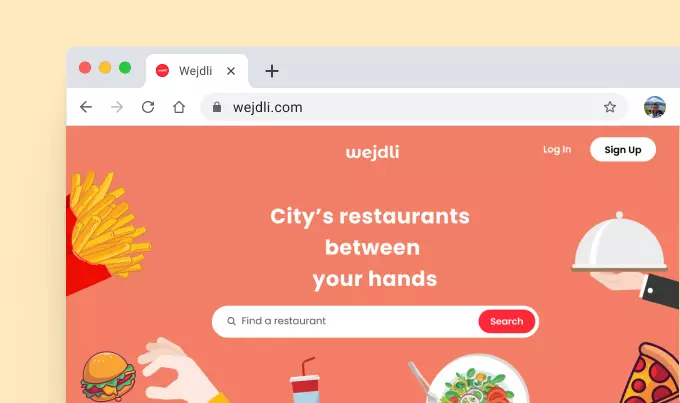 Wejdli
wejdli.com
wejdli
Log In
Sign Up
City’s restaurants
between
your hands
Find a restaurant
Search